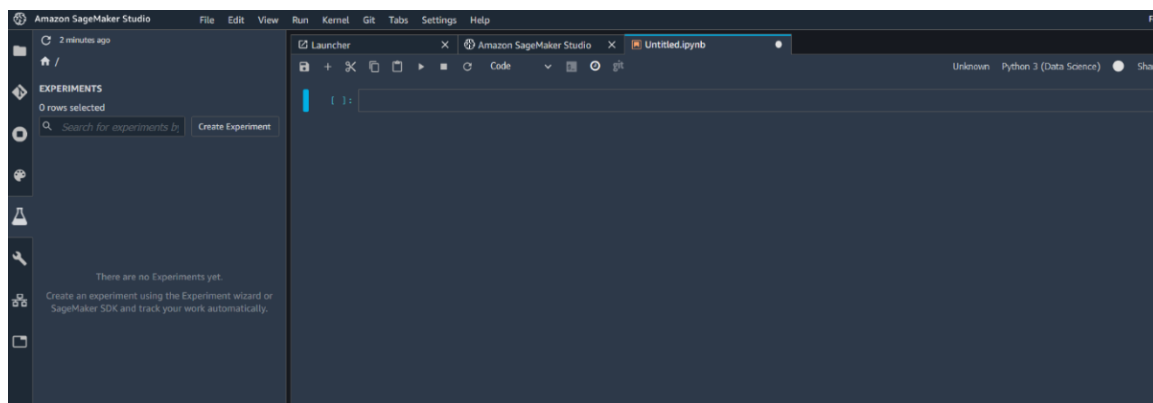 Amazon SageMaker Studio File Edit View Run Kernel Git Tabs Settings Help
2 minutes ago
/
EXPERIMENTS
0 rows selected
Search for experiments by
Create Experiment
There are no Experiments yet.
Create an experiment using the Experiment wizard or
SageMaker SDK and track your work automatically.
Launcher Amazon SageMaker Studio Untitled.ipynb
Code git Unknown Python 3 (Data Science)
[ ]: